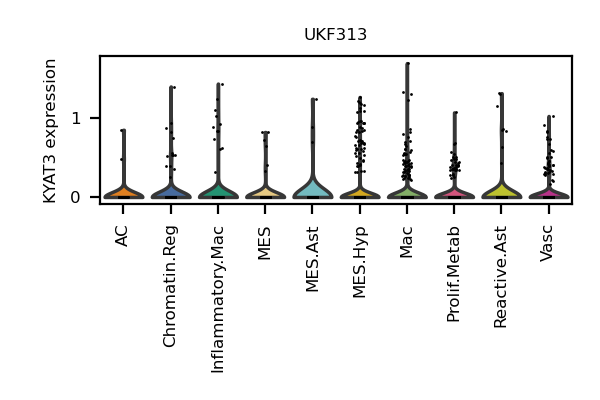 UKF313
KYAT3 expression
1
0
AC
Chromatin.Reg
Inflammatory.Mac
MES
MES.Ast
MES.Hyp
Mac
Prolif.Metab
Reactive.Ast
Vasc